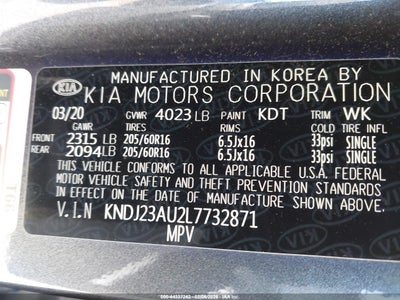 KIA
MANUFACTURED IN KOREA BY
KIA MOTORS CORPORATION
03/20 GVWR 4023 LB PAINT KDT TRIM WK
GAWR TIRES RIMS COLD TIRE INFL
FRONT 2315 LB 205/60R16 6.5Jx16 33psi SINGLE
REAR 2094 LB 205/60R16 6.5Jx16 33psi SINGLE
THIS VEHICLE CONFORMS TO ALL APPLICABLE U.S.A. FEDERAL
MOTOR VEHICLE SAFETY AND THEFT PREVENTION STANDARDS
IN EFFECT ON THE DATE OF MANUFACTURE SHOWN ABOVE.
V.I.N KNDJ23AU2L7732871
MPV